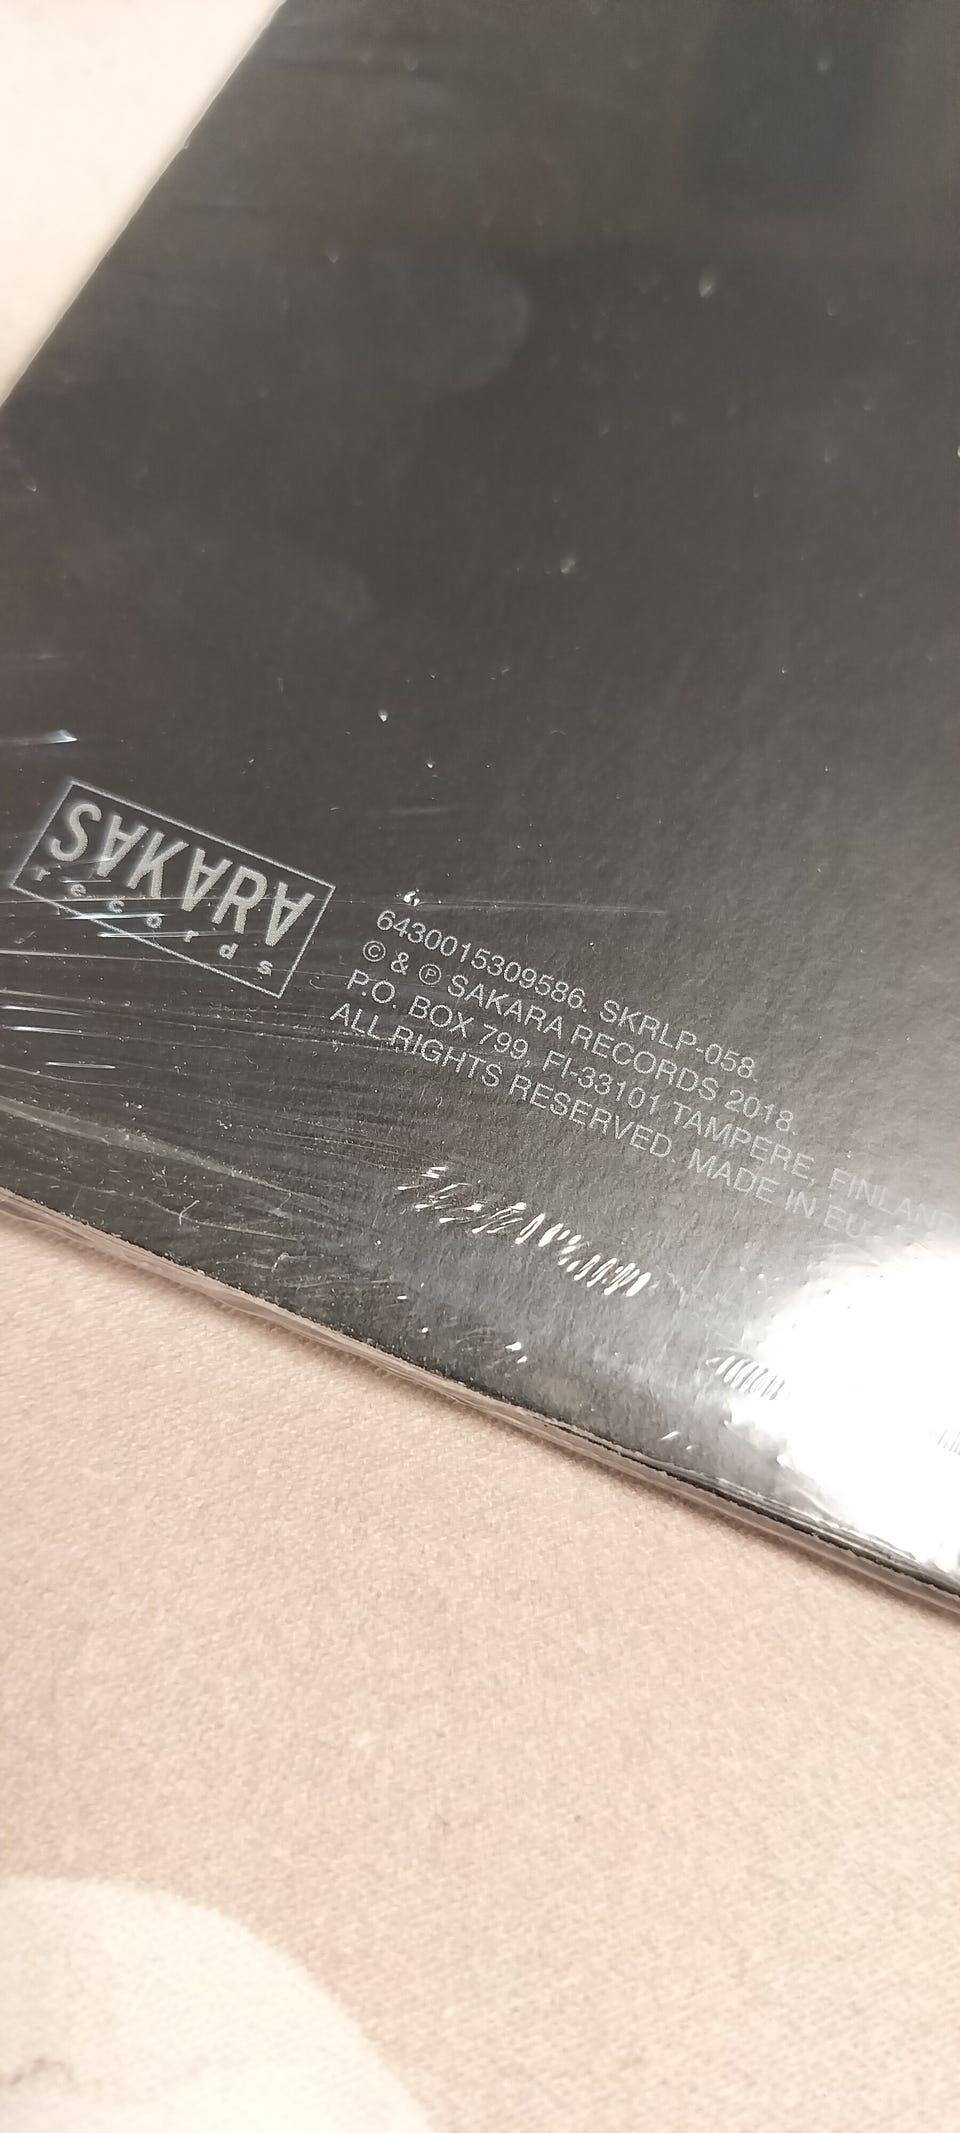 SAKARA
records
6430015309586. SKRLP-058.
© & ℗ SAKARA RECORDS 2018.
P.O. BOX 799, FI-33101 TAMPERE, FINLAN
ALL RIGHTS RESERVED. MADE IN EU